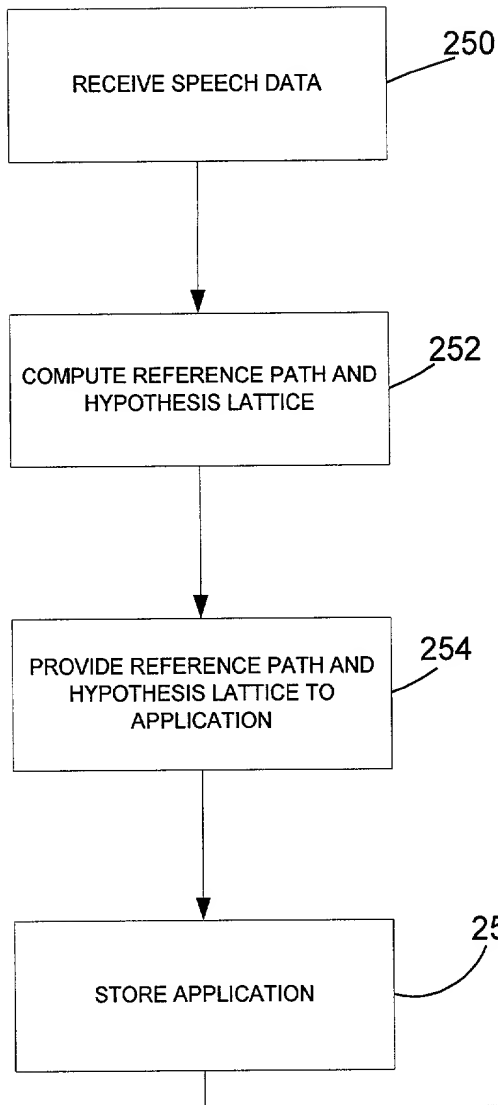 RECEIVE SPEECH DATA
250
COMPUTE REFERENCE PATH AND
HYPOTHESIS LATTICE
252
PROVIDE REFERENCE PATH AND
HYPOTHESIS LATTICE TO
APPLICATION
254
STORE APPLICATION